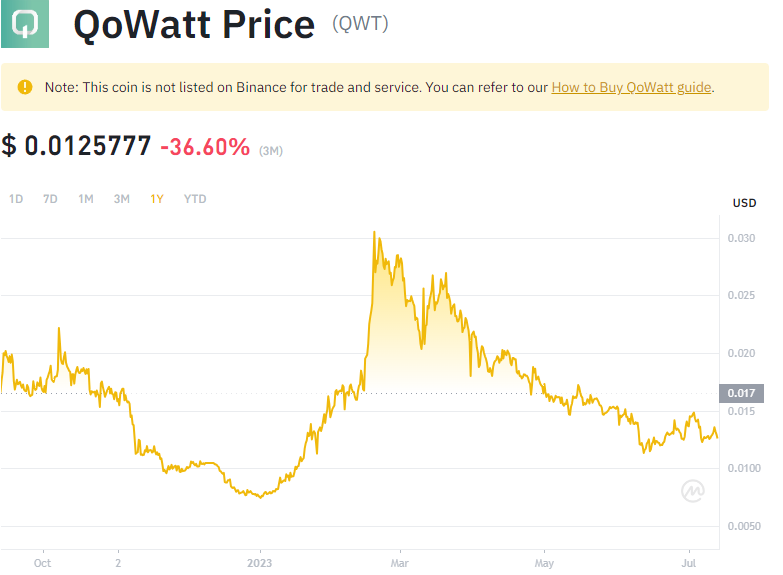 QoWatt Price (QWT)
Note: This coin is not listed on Binance for trade and service. You can refer to our How to Buy QoWatt guide.
$ 0.0125777 -36.60% (3M)
1D 7D 1M 3M 1Y YTD
USD
0.030
0.025
0.020
0.017
0.015
0.0100
0.0050
Oct 2 2023 Mar May Jul